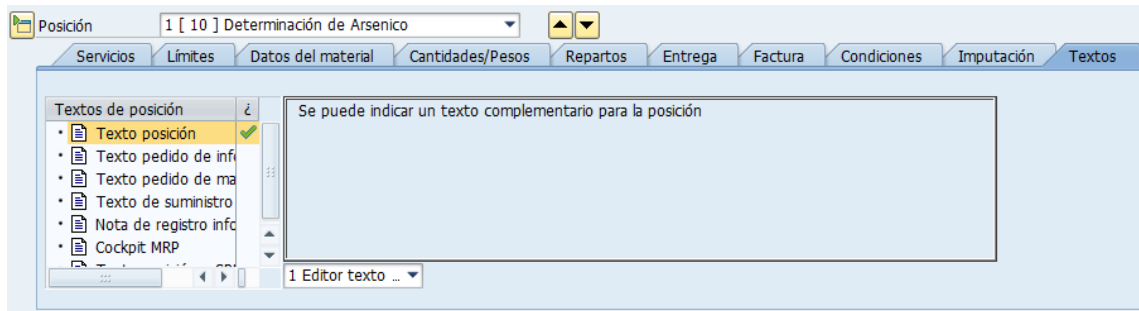 Posición 1 [ 10 ] Determinación de Arsenico
Servicios Límites Datos del material Cantidades/Pesos Repartos Entrega Factura Condiciones Imputación Textos
Textos de posición ¿
Se puede indicar un texto complementario para la posición
Texto posición
Texto pedido de info
Texto pedido de ma
Texto de suministro
Nota de registro info
Cockpit MRP
1 Editor texto ...